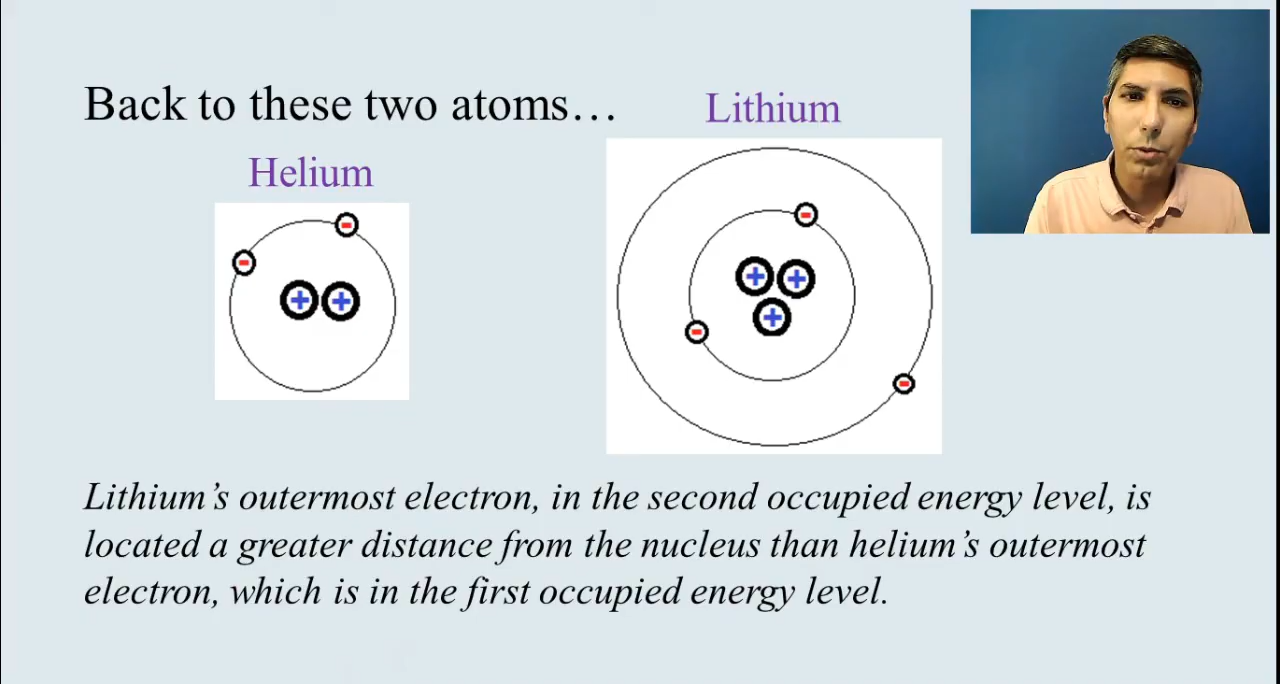 Back to these two atoms…
Lithium
Helium
Lithium’s outermost electron, in the second occupied energy level, is
located a greater distance from the nucleus than helium’s outermost
electron, which is in the first occupied energy level.